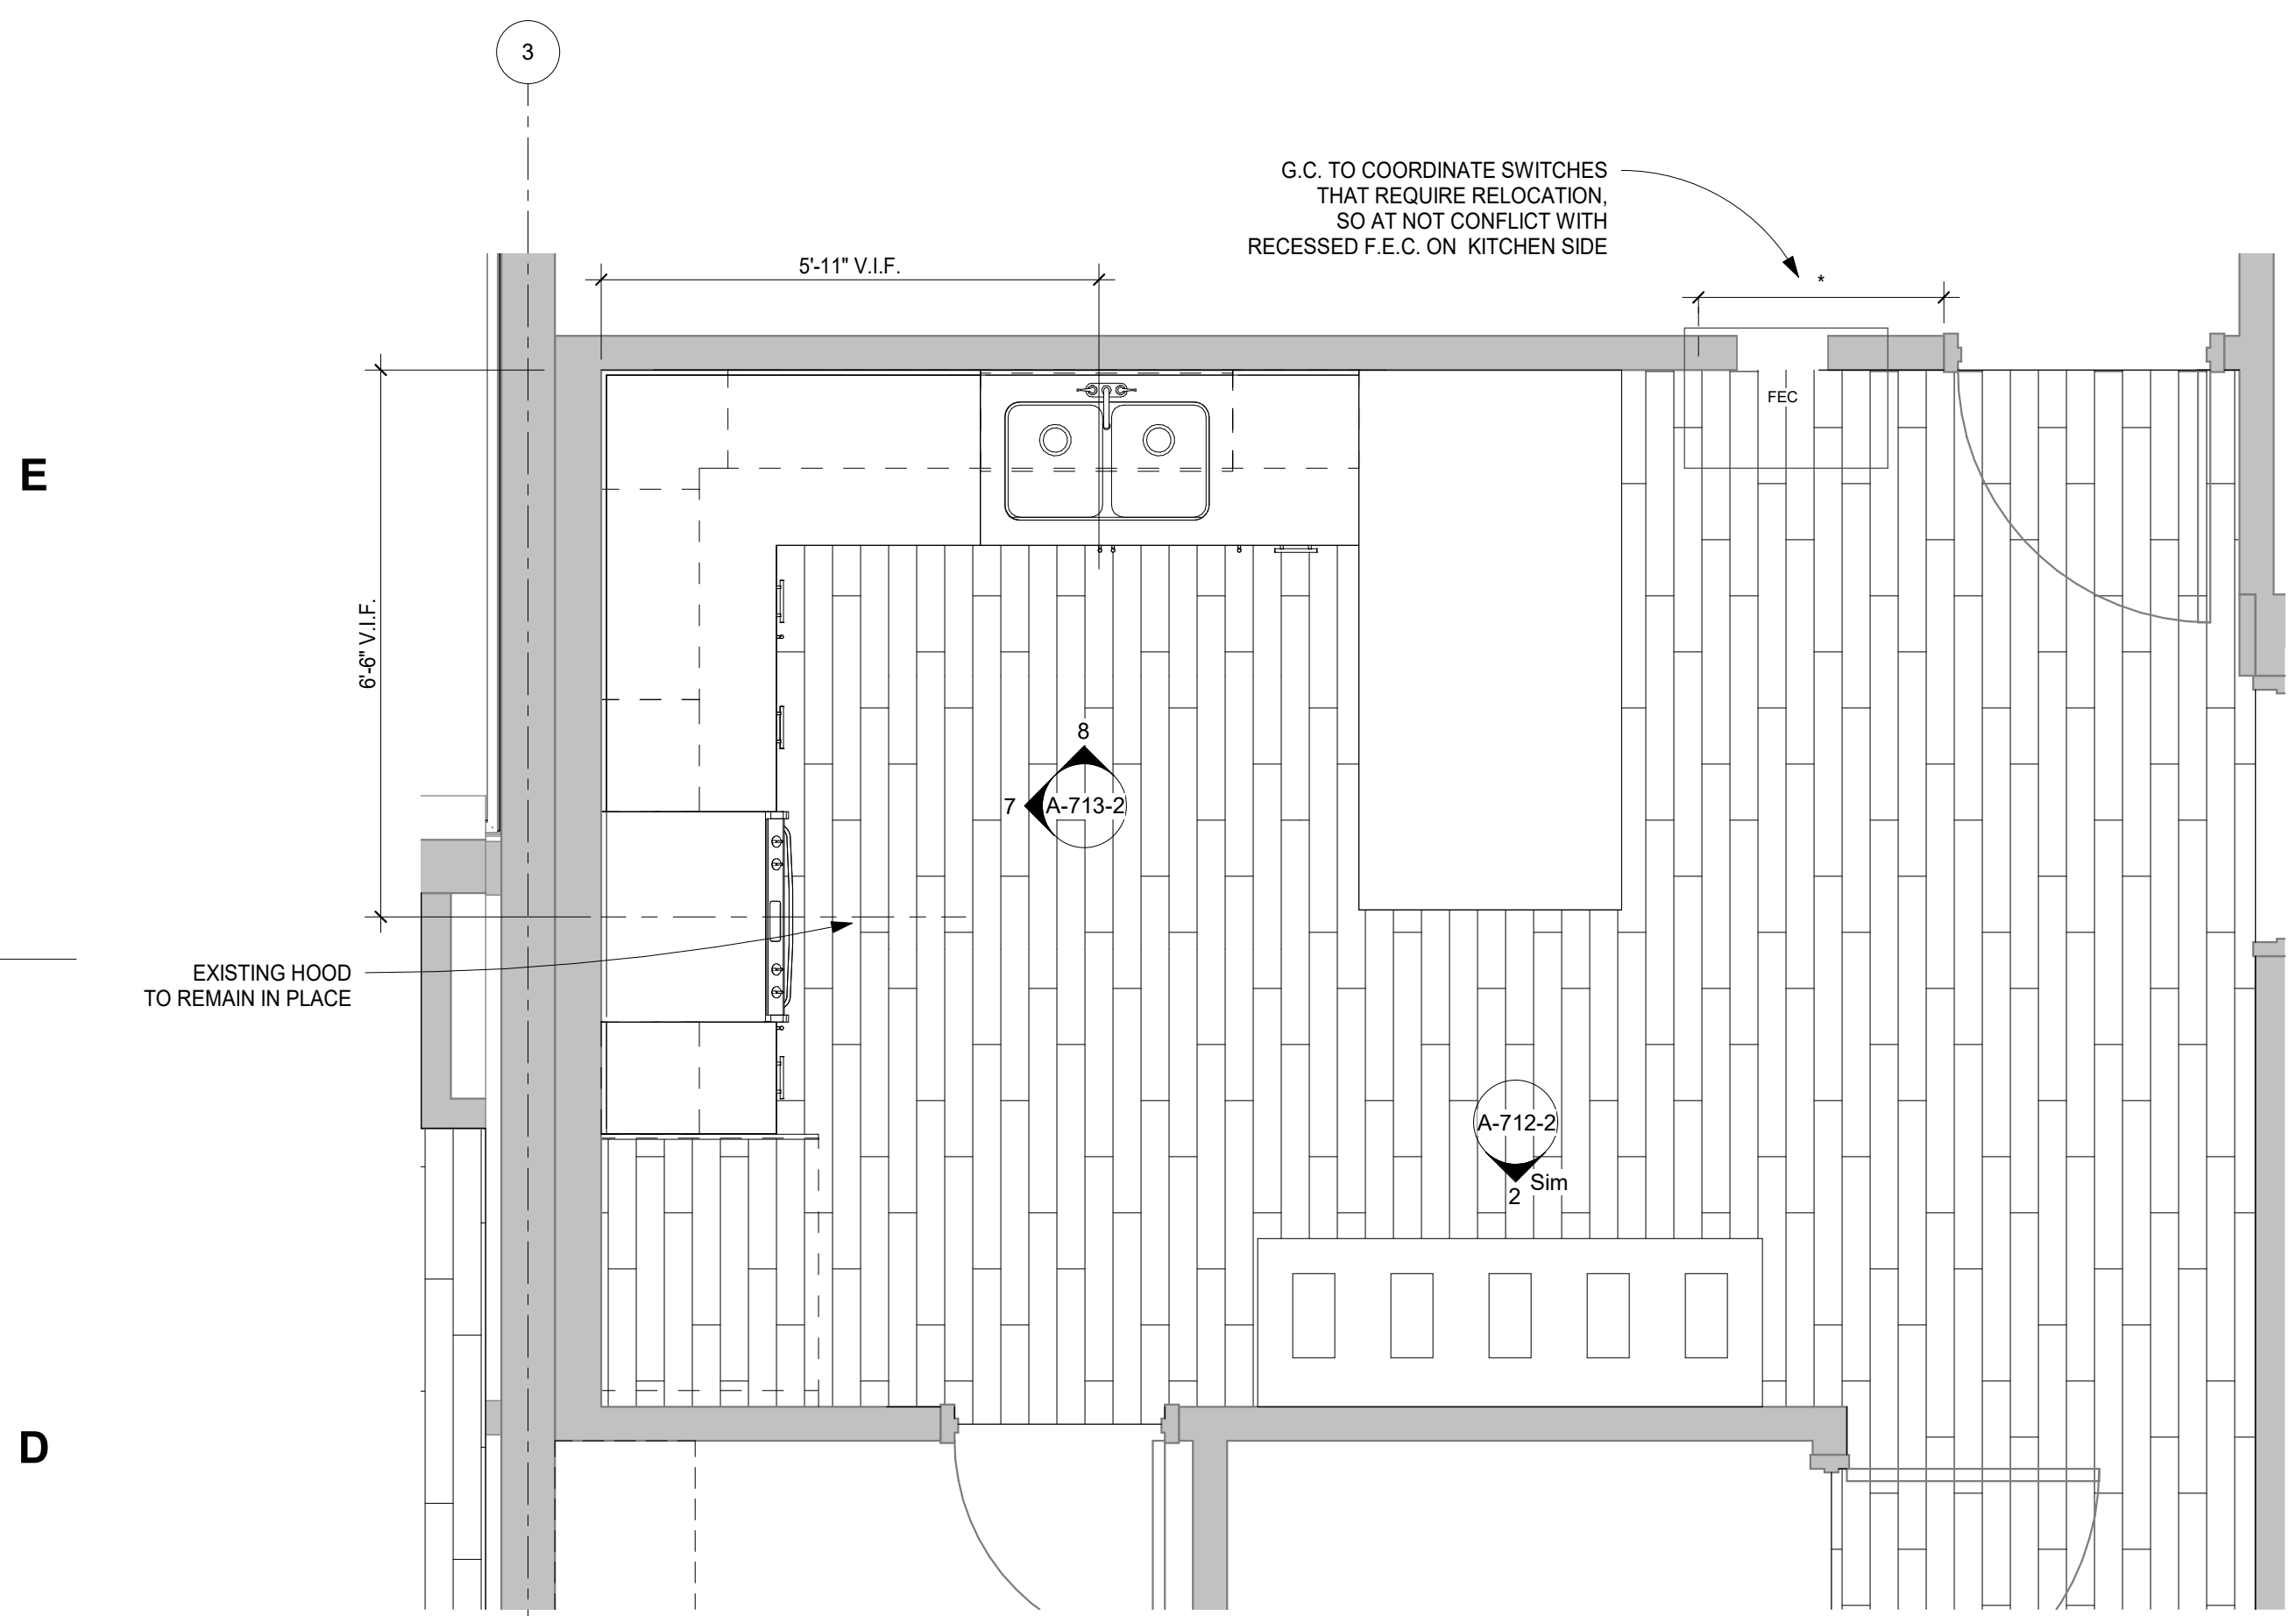 3
G.C. TO COORDINATE SWITCHES
THAT REQUIRE RELOCATION,
SO AT NOT CONFLICT WITH
RECESSED F.E.C. ON KITCHEN SIDE
5'-11" V.I.F.
*
FEC
E
6'-6" V.I.F.
8
7
A-713-2
EXISTING HOOD
TO REMAIN IN PLACE
A-712-2
Sim
2
D